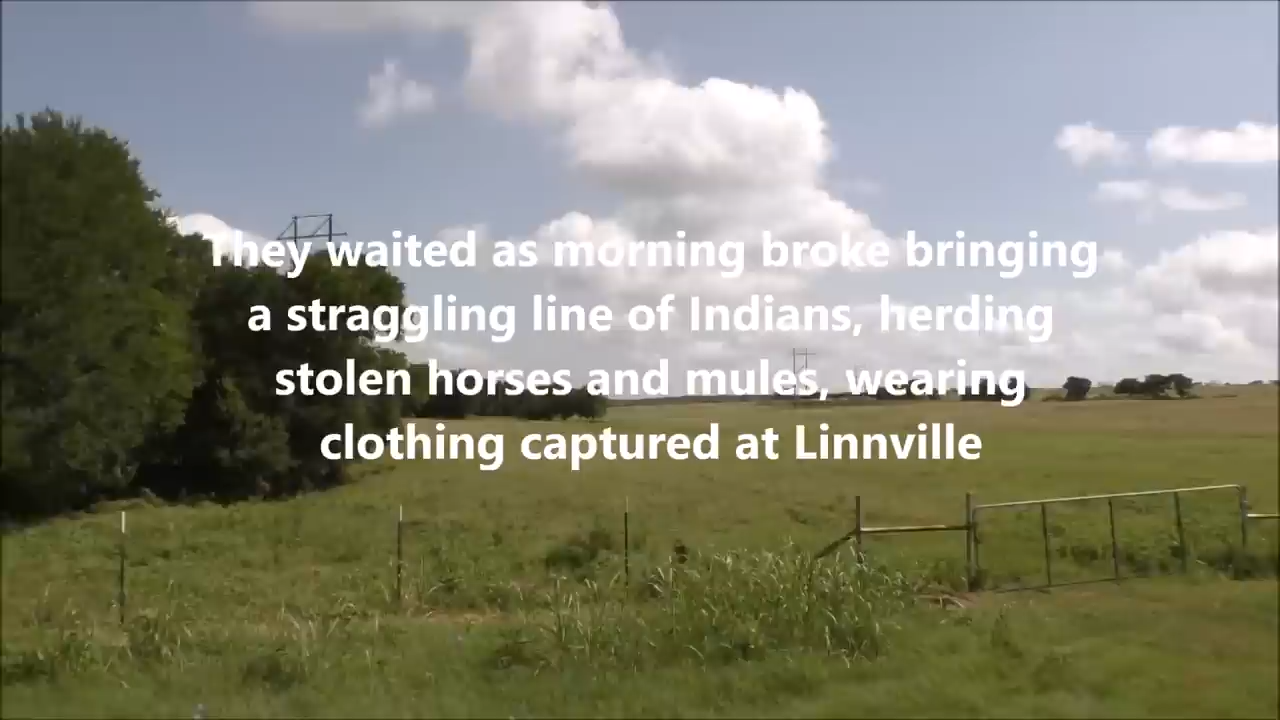 They waited as morning broke bringing
a straggling line of Indians, herding
stolen horses and mules, wearing
clothing captured at Linnville